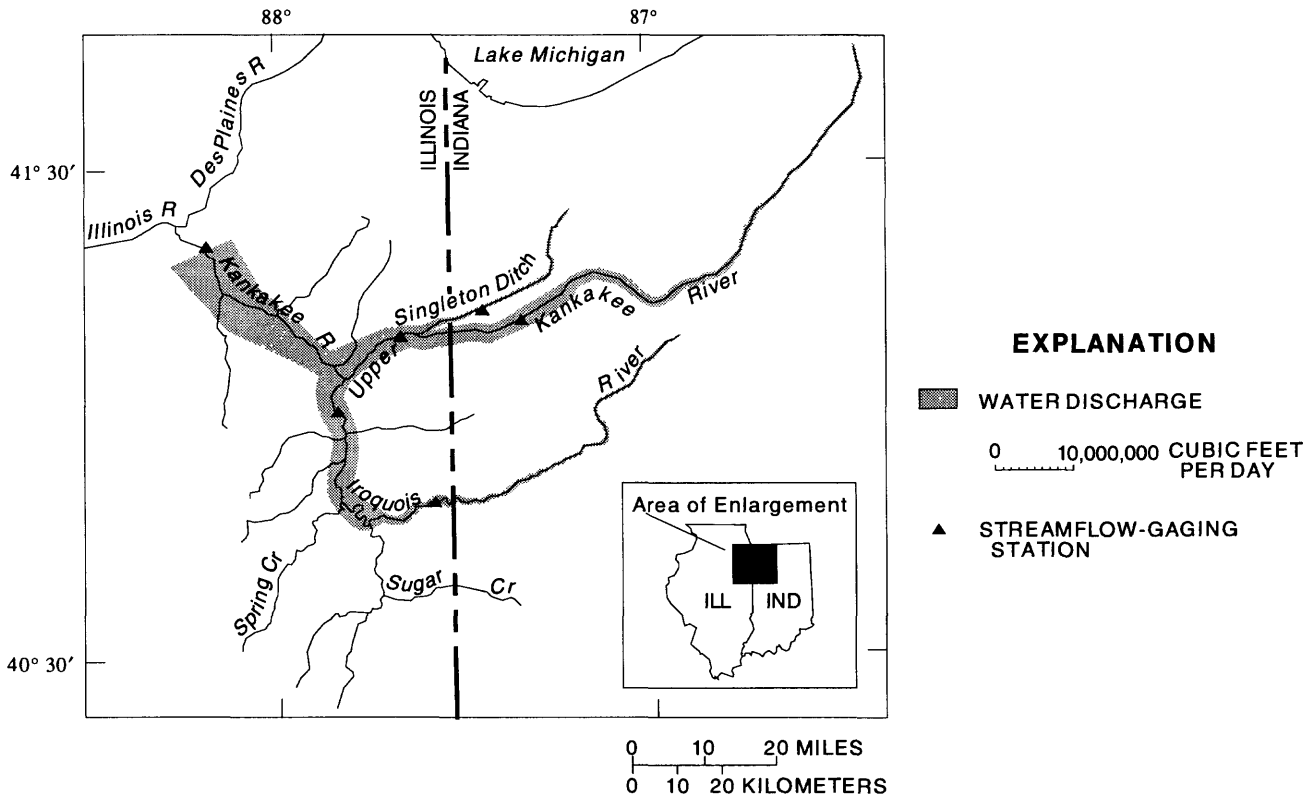 88°
87°
Lake Michigan
DesPlaines R
ILLINOIS
INDIANA
41° 30'
Illinois R
Kankakee R
Singleton Ditch
Upper Kankakee River
Iroquois River
Spring Cr
Sugar Cr
40° 30'
Area of Enlargement
ILL IND
0 10 20 MILES
0 10 20 KILOMETERS
EXPLANATION
WATER DISCHARGE
0 10,000,000 CUBIC FEET
PER DAY
STREAMFLOW-GAGING
STATION